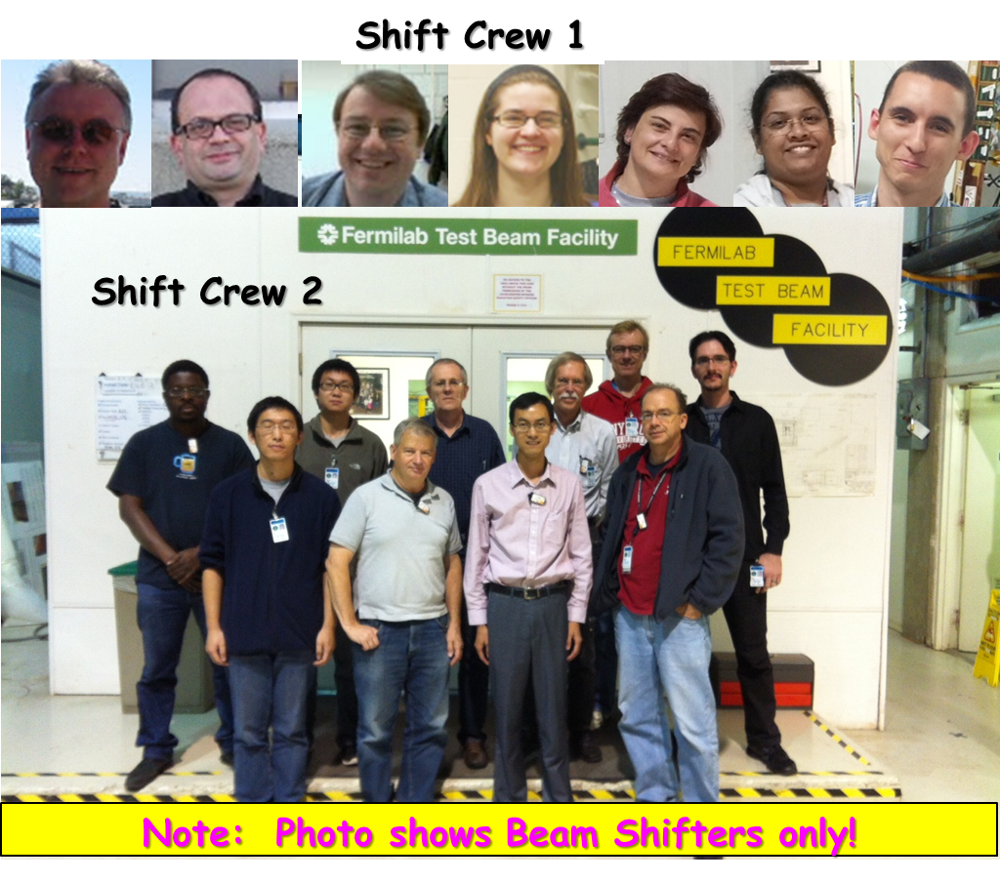 Shift Crew 1
Fermilab Test Beam Facility
FERMILAB
TEST BEAM
FACILITY
Shift Crew 2
Note:  Photo shows Beam Shifters only!